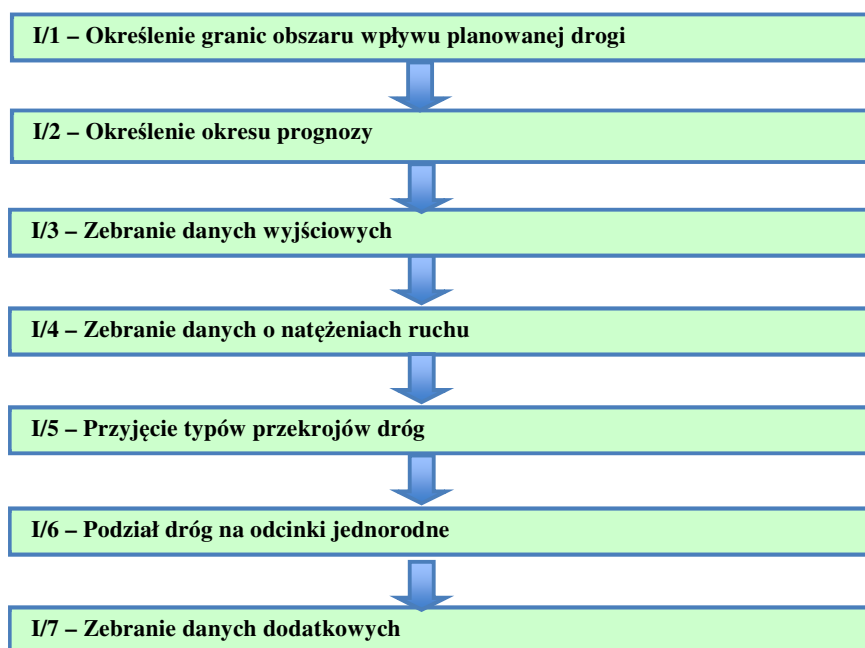 I/1 – Określenie granic obszaru wpływu planowanej drogi
I/2 – Określenie okresu prognozy
I/3 – Zebranie danych wyjściowych
I/4 – Zebranie danych o natężeniach ruchu
I/5 – Przyjęcie typów przekrojów dróg
I/6 – Podział dróg na odcinki jednorodne
I/7 – Zebranie danych dodatkowych